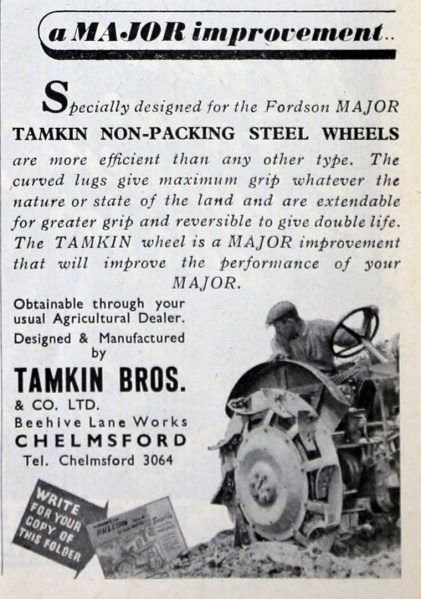 a MAJOR improvement..
Specially designed for the Fordson MAJOR
TAMKIN NON-PACKING STEEL WHEELS
are more efficient than any other type. The
curved lugs give maximum grip whatever the
nature or state of the land and are extendable
for greater grip and reversible to give double life.
The TAMKIN wheel is a MAJOR improvement
that will improve the performance of your
MAJOR.
Obtainable through your
usual Agricultural Dealer.
Designed & Manufactured
by
TAMKIN BROS.
& CO. LTD.
Beehive Lane Works
CHELMSFORD
Tel. Chelmsford 3064
WRITE
FOR YOUR
COPY OF
THIS FOLDER